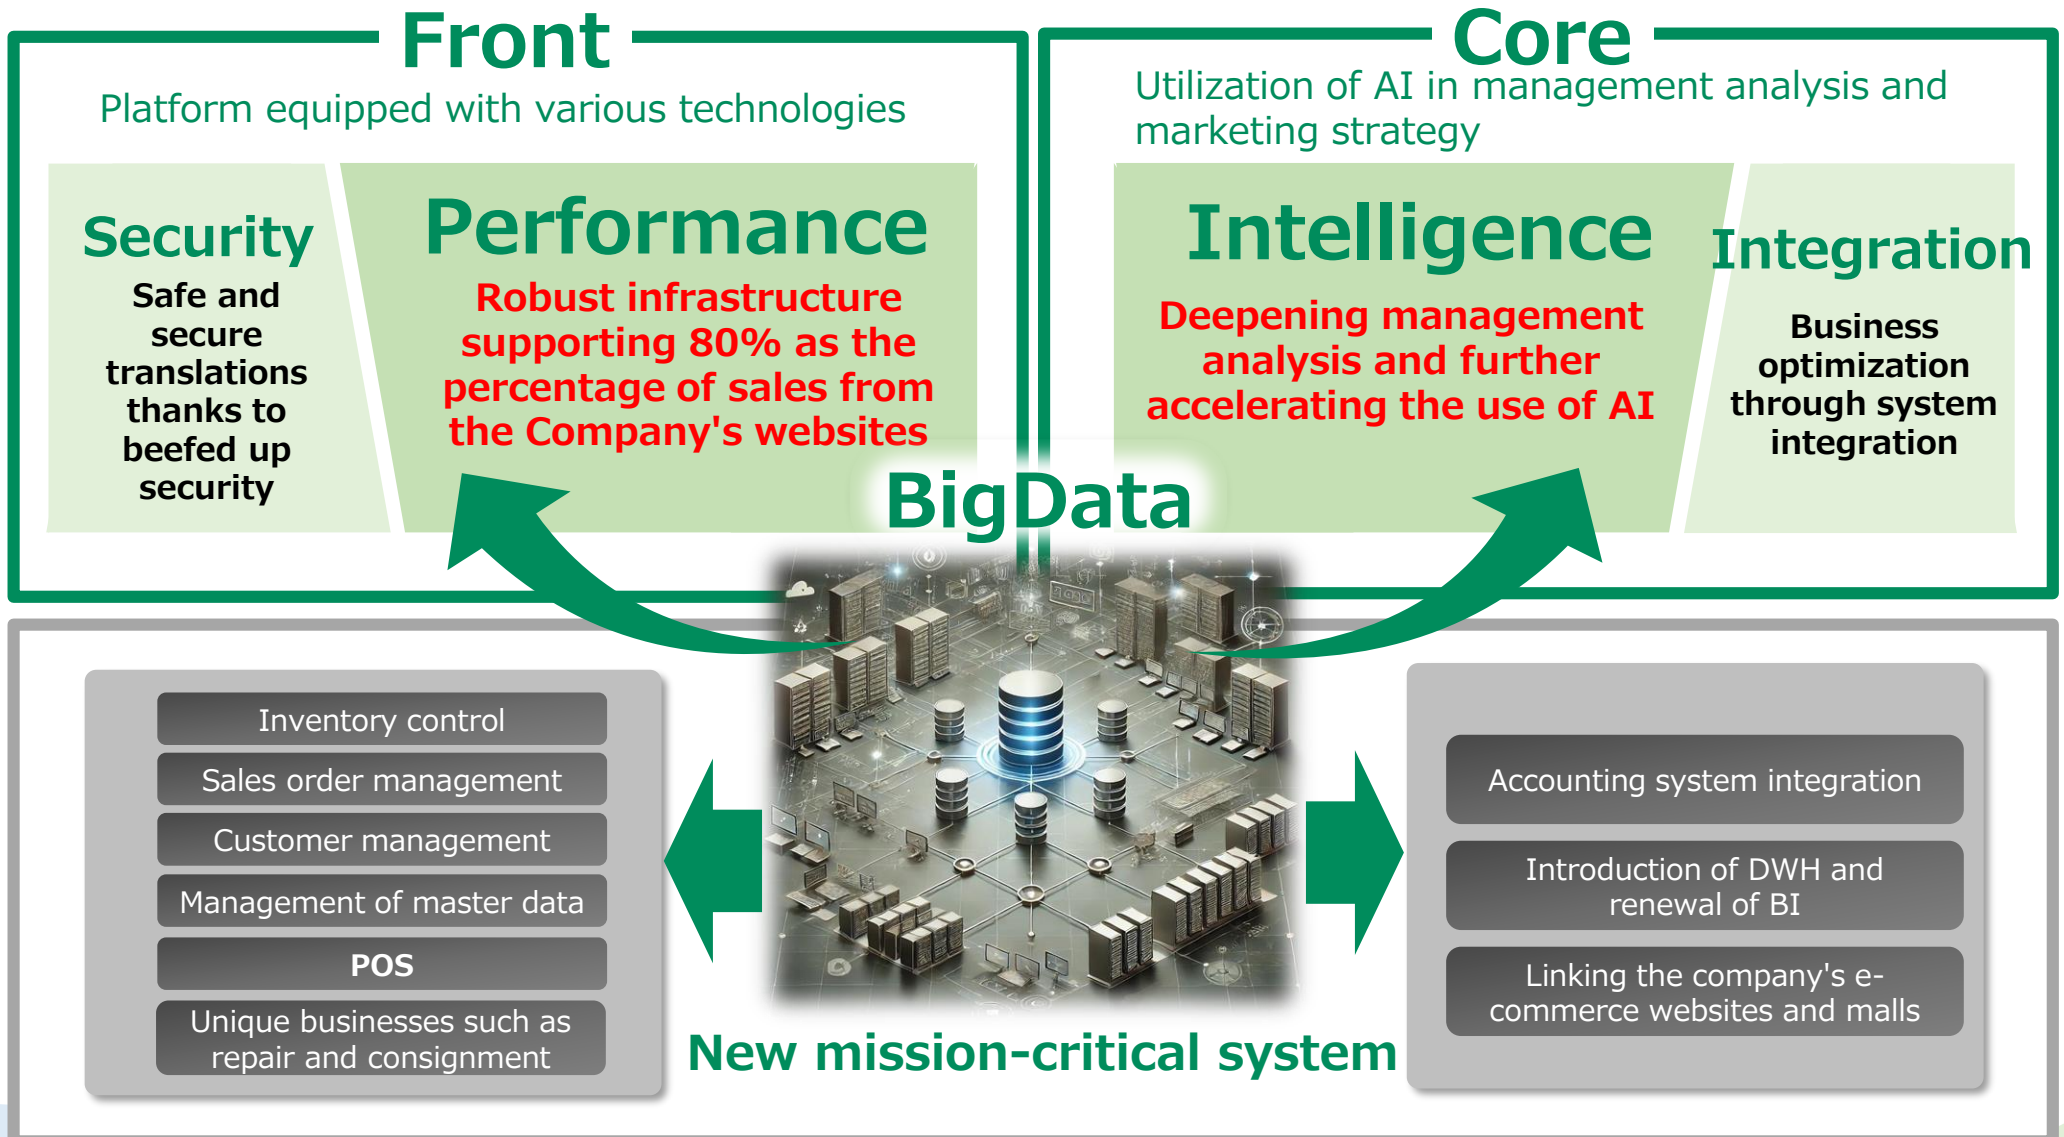 Front
Platform equipped with various technologies
Security
Safe and
secure
translations
thanks to
beefed up
security
Performance
Robust infrastructure
supporting 80% as the
percentage of sales from
the Company's websites
Core
Utilization of AI in management analysis and
marketing strategy
Intelligence
Deepening management
analysis and further
accelerating the use of AI
Integration
Business
optimization
through system
integration
BigData
Inventory control
Sales order management
Customer management
Management of master data
POS
Unique businesses such as
repair and consignment
New mission-critical system
Accounting system integration
Introduction of DWH and
renewal of BI
Linking the company's e-
commerce websites and malls